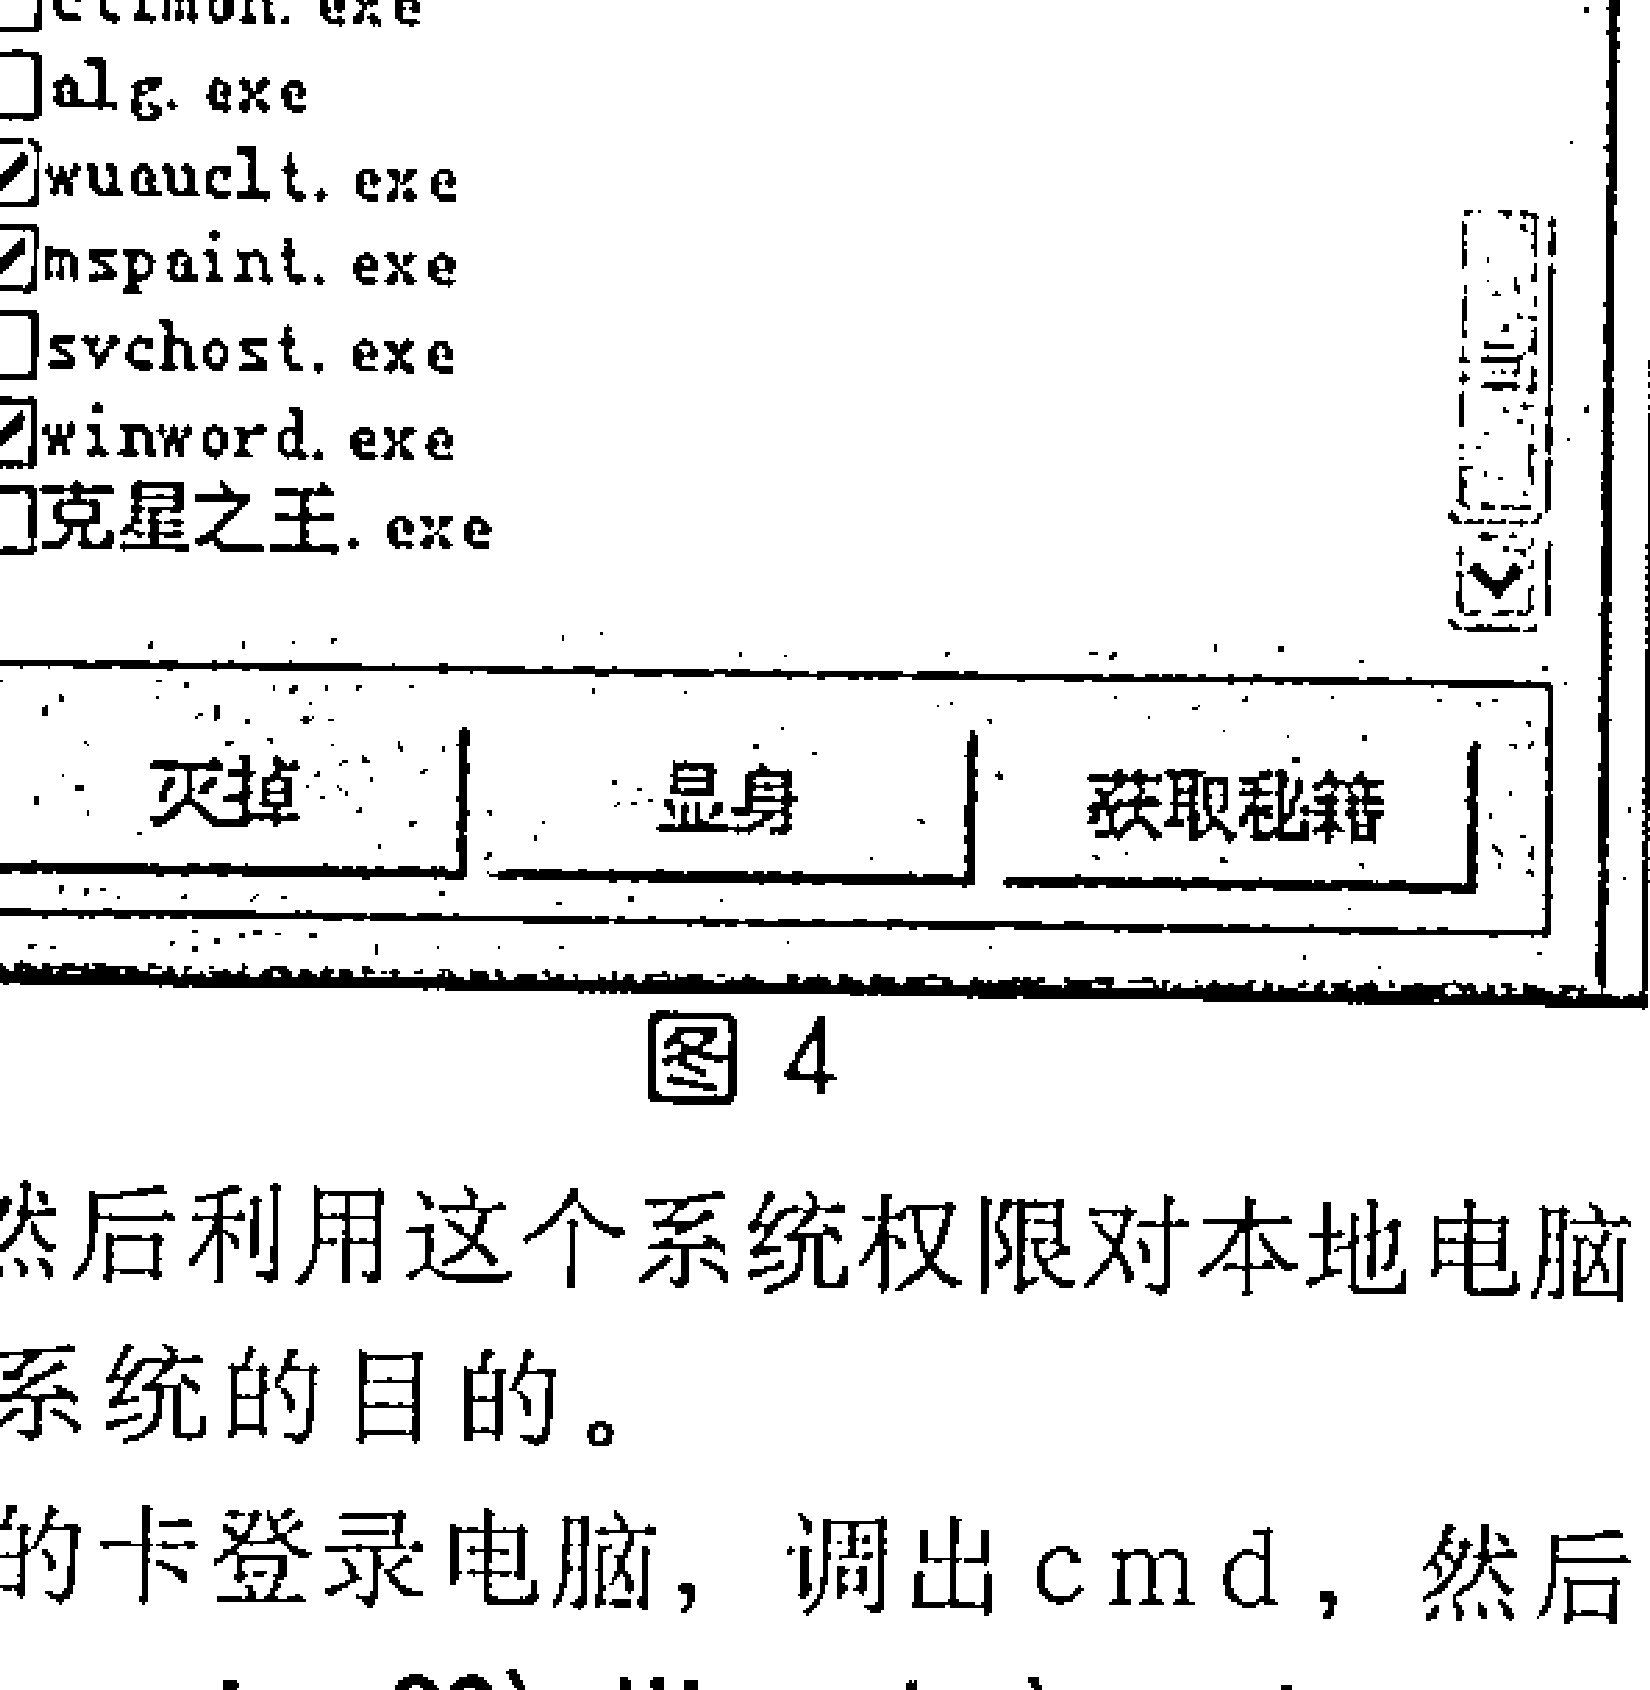 ctfmon.exe
alg.exe
wuauclt.exe
mspaint.exe
svchost.exe
winword.exe
克星之王.exe
灭掉 显身 获取秘籍
图 4
然后利用这个系统权限对本地电脑
系统的目的。
的卡登录电脑，调出cmd，然后